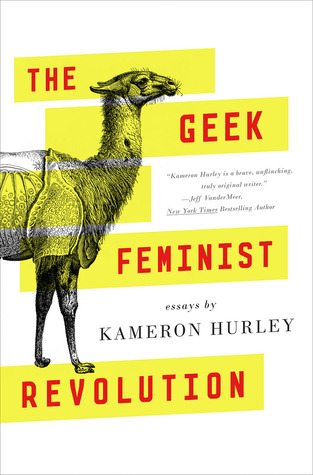 THE
GEEK
"Kameron Hurley is a brave, unflinching,
truly original writer."
—Jeff VanderMeer,
New York Times Bestselling Author
FEMINIST
essays by
KAMERON HURLEY
REVOLUTION